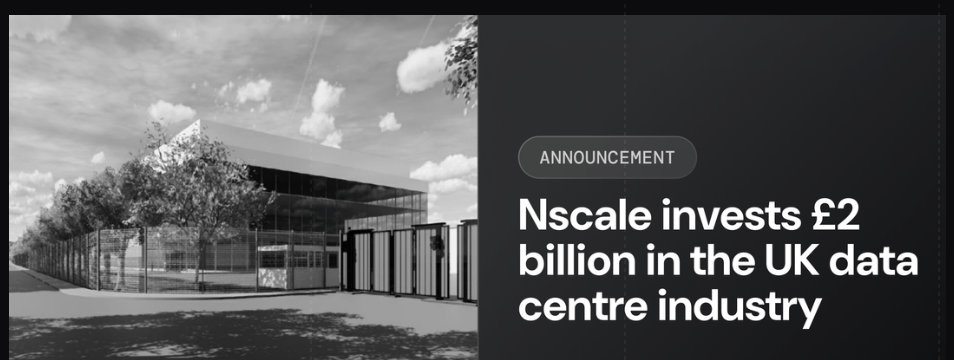 ANNOUNCEMENT
Nscale invests £2
billion in the UK data
centre industry